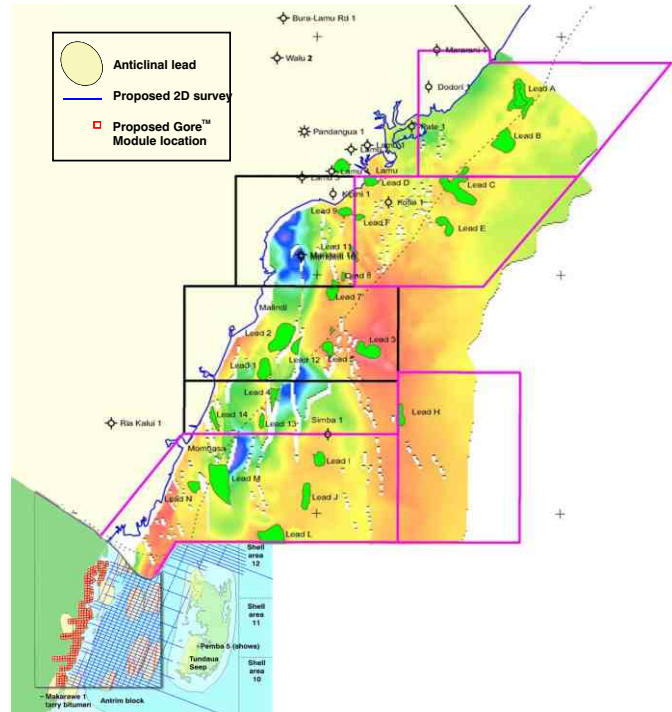 Bura-Lamu Rd 1
Walu 2
Mararani 1
Anticlinal lead
Proposed 2D survey
Proposed Gore™
Module location
Dodori 1
Lead A
Pandangua 1
Pate 1
Lead B
Lamu
Lead D
Lead C
Kipini 1
Kofia 1
Lead 9
Lead F
Lead E
Lead 11
Lead 7
Malindi
Lead 2
Lead 3
Lead 12
Lead 1
Lead 4
Lead 14
Lead 13
Simba 1
Lead H
Ria Kalui 1
Mombasa
Lead I
Lead M
Lead N
Lead J
Lead L
Shell
area
12
Shell
area
11
Pemba 5 (shows)
Tundaua
Seep
Shell
area
10
Makarawe 1
tarry bitumen
Antrim block